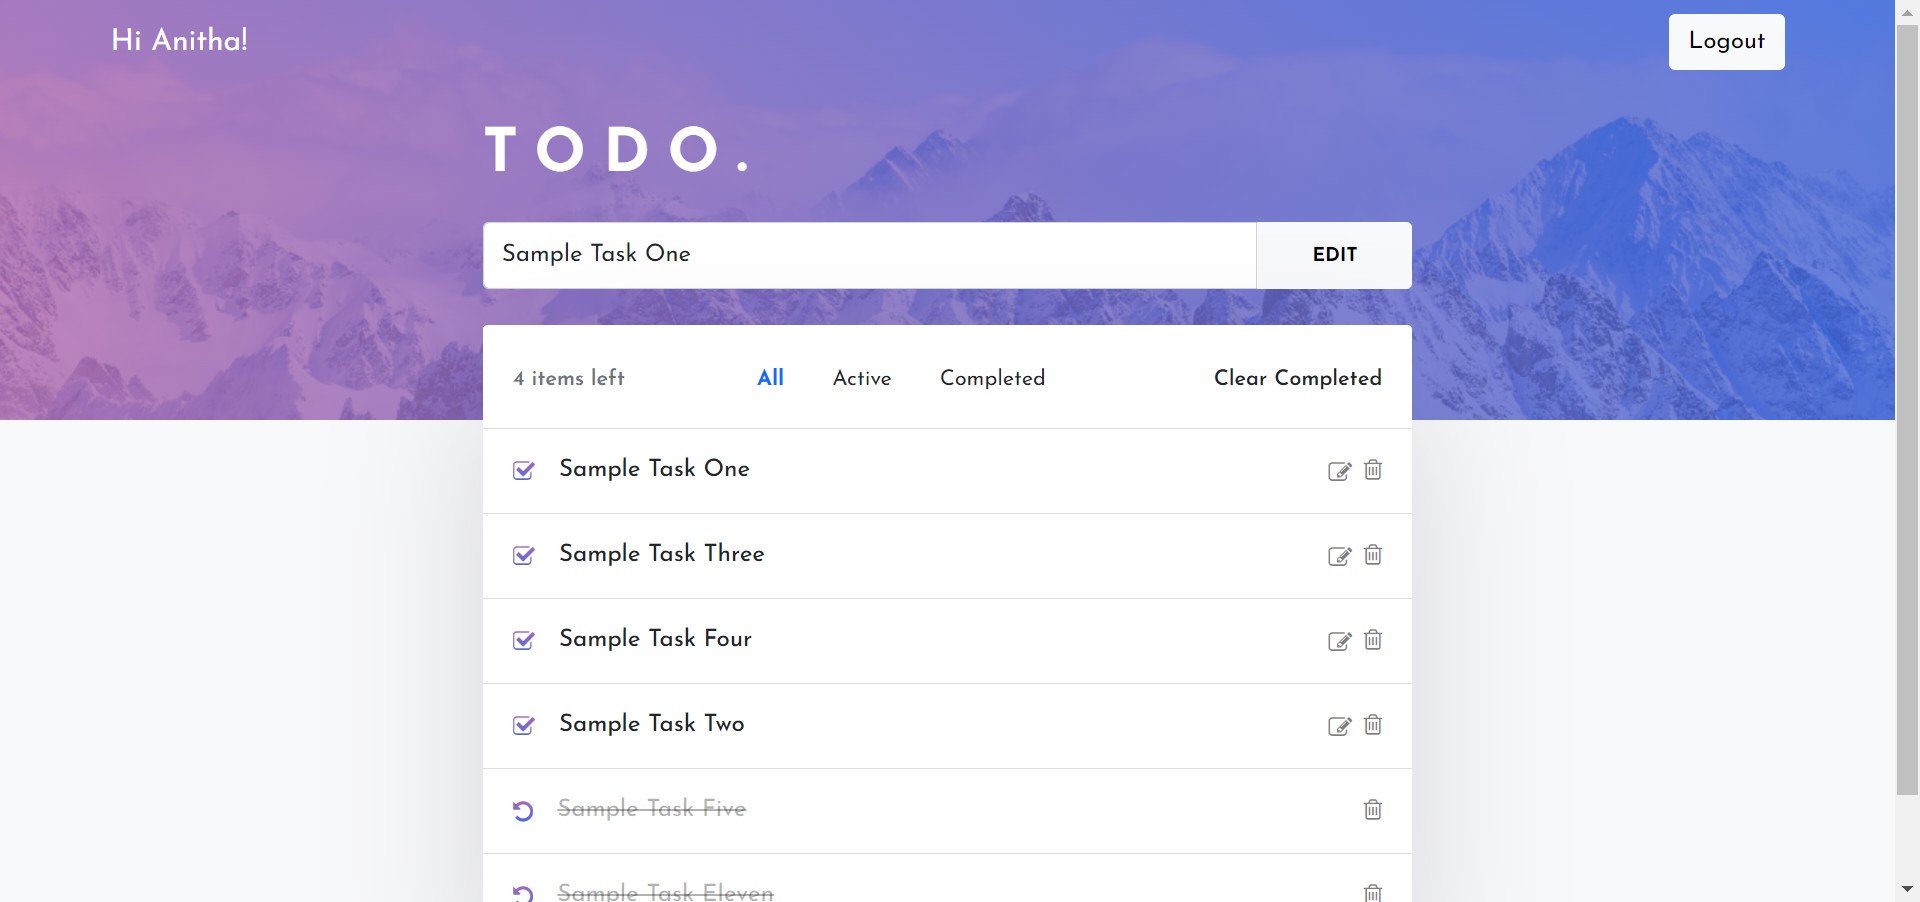 Hi Anitha!
Logout
TODO.
Sample Task One
EDIT
4 items left
All
Active
Completed
Clear Completed
Sample Task One
Sample Task Three
Sample Task Four
Sample Task Two
Sample Task Five
Sample Task Eleven